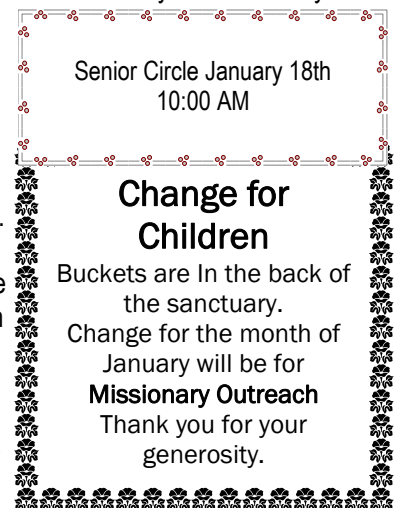 Senior Circle January 18th
10:00 AM
Change for
Children
Buckets are In the back of
the sanctuary.
Change for the month of
January will be for
Missionary Outreach
Thank you for your
generosity.